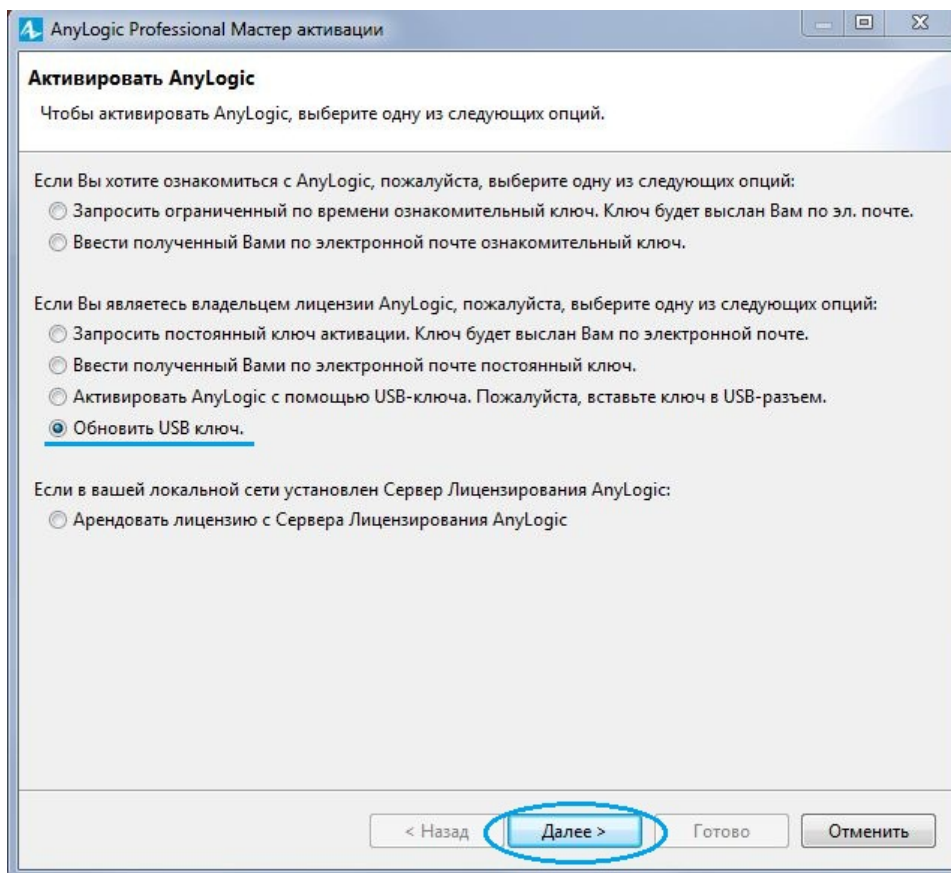 AnyLogic Professional Мастер активации
Активировать AnyLogic
Чтобы активировать AnyLogic, выберите одну из следующих опций.
Если Вы хотите ознакомиться с AnyLogic, пожалуйста, выберите одну из следующих опций:
Запросить ограниченный по времени ознакомительный ключ. Ключ будет выслан Вам по эл. почте.
Ввести полученный Вами по электронной почте ознакомительный ключ.
Если Вы являетесь владельцем лицензии AnyLogic, пожалуйста, выберите одну из следующих опций:
Запросить постоянный ключ активации. Ключ будет выслан Вам по электронной почте.
Ввести полученный Вами по электронной почте постоянный ключ.
Активировать AnyLogic с помощью USB-ключа. Пожалуйста, вставьте ключ в USB-разъем.
Обновить USB ключ.
Если в вашей локальной сети установлен Сервер Лицензирования AnyLogic:
Арендовать лицензию с Сервера Лицензирования AnyLogic
< Назад Далее > Готово Отменить